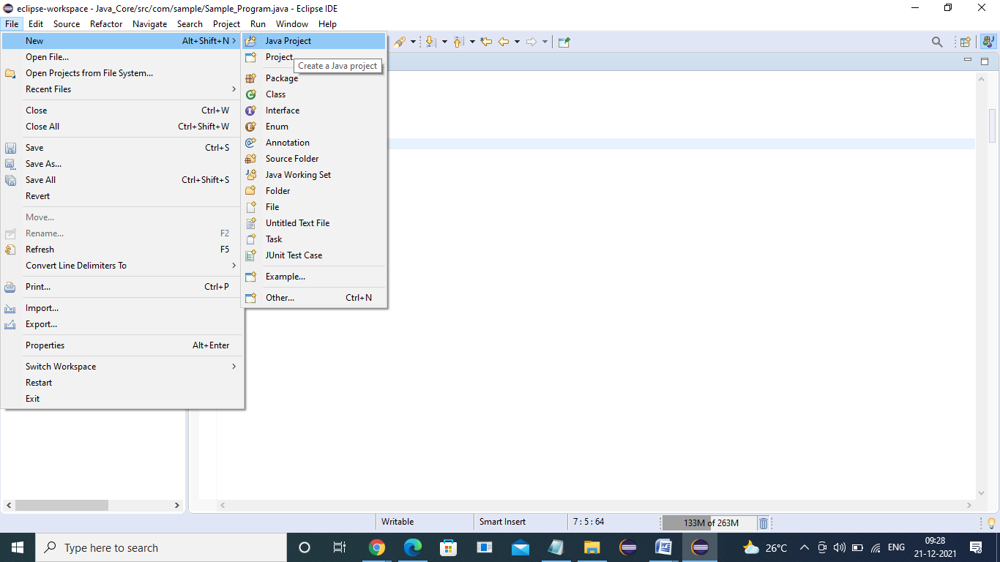 eclipse-workspace - Java_Core/src/com/sample/Sample_Program.java - Eclipse IDE
File Edit Source Refactor Navigate Search Project Run Window Help
New Alt+Shift+N
Open File...
Open Projects from File System...
Recent Files
Close Ctrl+W
Close All Ctrl+Shift+W
Save Ctrl+S
Save As...
Save All Ctrl+Shift+S
Revert
Move...
Rename... F2
Refresh F5
Convert Line Delimiters To
Print... Ctrl+P
Import...
Export...
Properties Alt+Enter
Switch Workspace
Restart
Exit
Java Project
Project...
Create a Java project
Package
Class
Interface
Enum
Annotation
Source Folder
Java Working Set
Folder
File
Untitled Text File
Task
JUnit Test Case
Example...
Other... Ctrl+N
Writable Smart Insert 7 : 5 : 64 133M of 263M
Type here to search
26°C ENG
09:28
21-12-2021